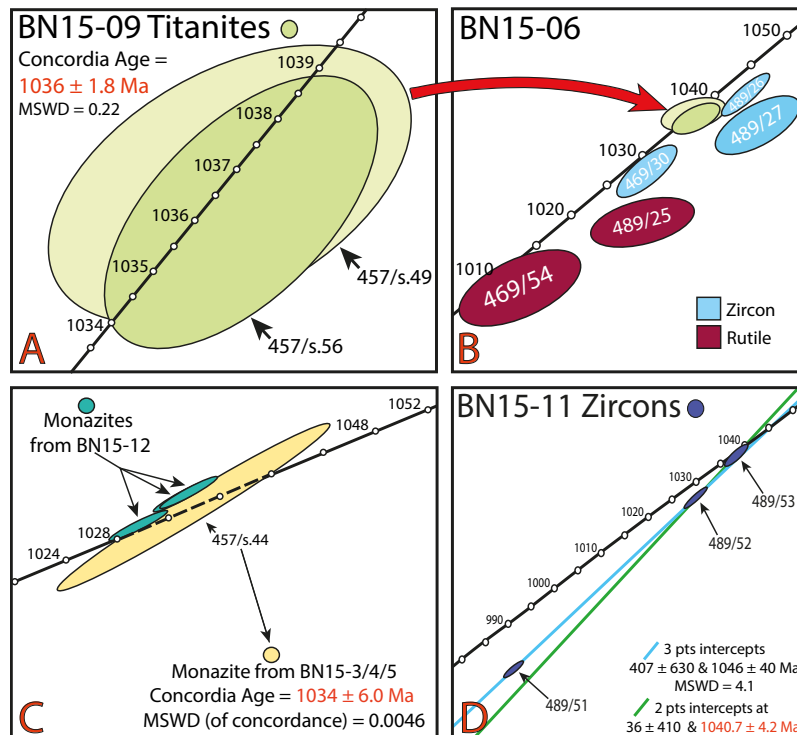 BN15-09 Titanites
Concordia Age =
1036 ± 1.8 Ma
MSWD = 0.22
1039
1038
1037
1036
1035
1034
457/s.49
457/s.56
A
BN15-06
1050
1040
1030
1020
1010
489/26
489/27
469/30
489/25
469/54
Zircon
Rutile
B
Monazites
from BN15-12
1052
1048
1028
1024
457/s.44
Monazite from BN15-3/4/5
Concordia Age = 1034 ± 6.0 Ma
MSWD (of concordance) = 0.0046
C
BN15-11 Zircons
1040
1030
1020
1010
1000
990
489/53
489/52
489/51
3 pts intercepts
407 ± 630 & 1046 ± 40 Ma
MSWD = 4.1
2 pts intercepts at
36 ± 410 & 1040.7 ± 4.2 Ma
D